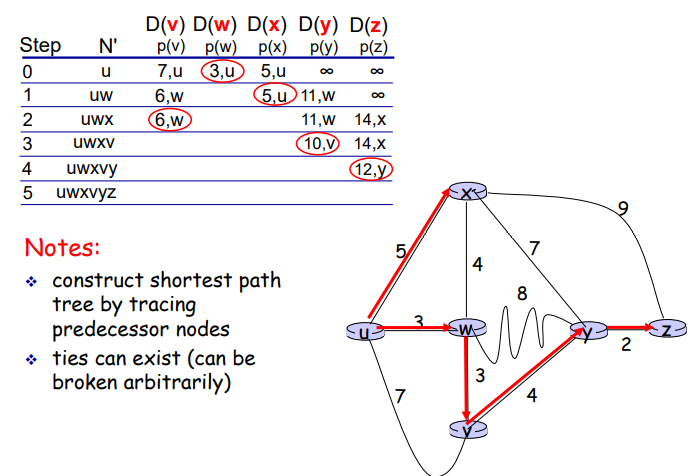 D(v) D(w) D(x) D(y) D(z)
Step N' p(v) p(w) p(x) p(y) p(z)
0 u 7,u 3,u 5,u ∞ ∞
1 uw 6,w 5,u 11,w ∞
2 uwx 6,w 11,w 14,x
3 uwxv 10,v 14,x
4 uwxvy 12,y
5 uwxvyz
Notes:
❖ construct shortest path
tree by tracing
predecessor nodes
❖ ties can exist (can be
broken arbitrarily)
x
9
5
7
4
8
3
u
w
y
z
2
3
7
4
v